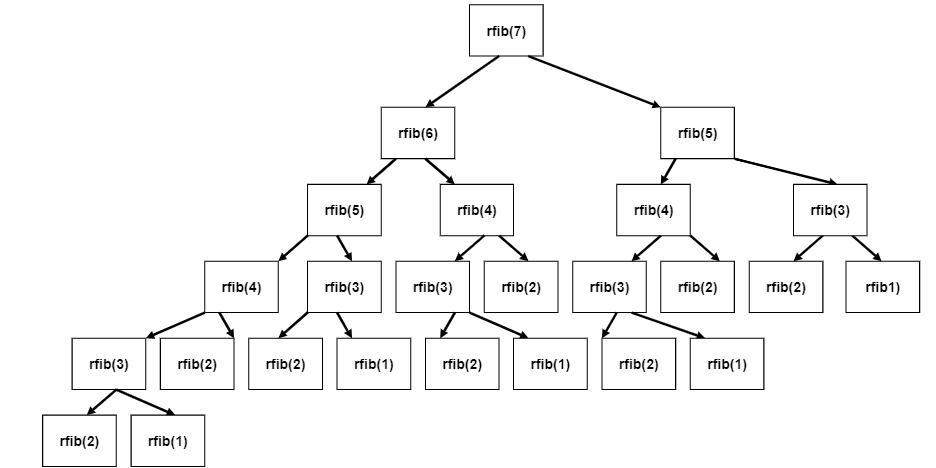 rfib(7)
rfib(6)
rfib(5)
rfib(5)
rfib(4)
rfib(4)
rfib(3)
rfib(4)
rfib(3)
rfib(3)
rfib(2)
rfib(3)
rfib(2)
rfib(2)
rfib1)
rfib(3)
rfib(2)
rfib(2)
rfib(1)
rfib(2)
rfib(1)
rfib(2)
rfib(1)
rfib(2)
rfib(1)